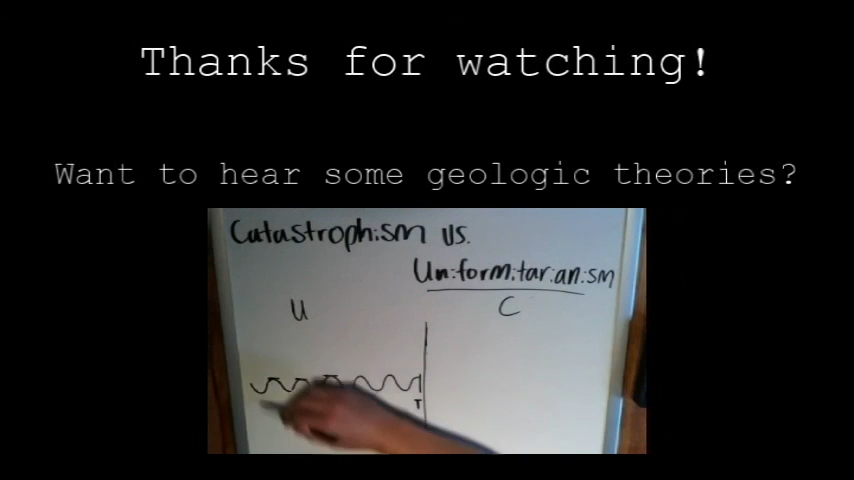 Thanks for watching!
Want to hear some geologic theories?
Catastrophism vs.
Uniformitarianism
U
C
T